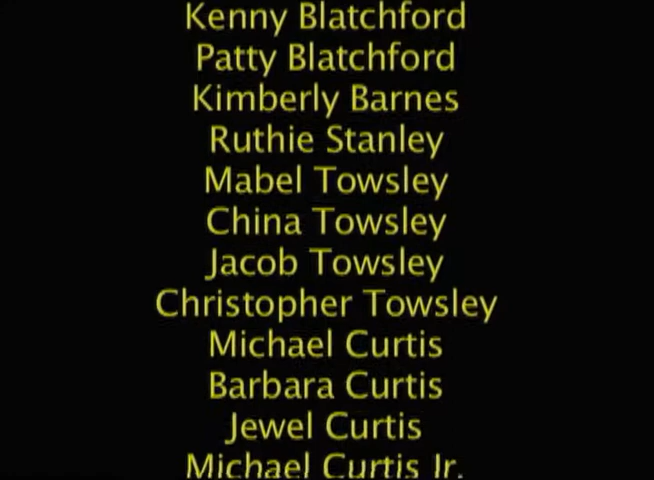 Kenny Blatchford
Patty Blatchford
Kimberly Barnes
Ruthie Stanley
Mabel Towsley
China Towsley
Jacob Towsley
Christopher Towsley
Michael Curtis
Barbara Curtis
Jewel Curtis
Michael Curtis Jr.